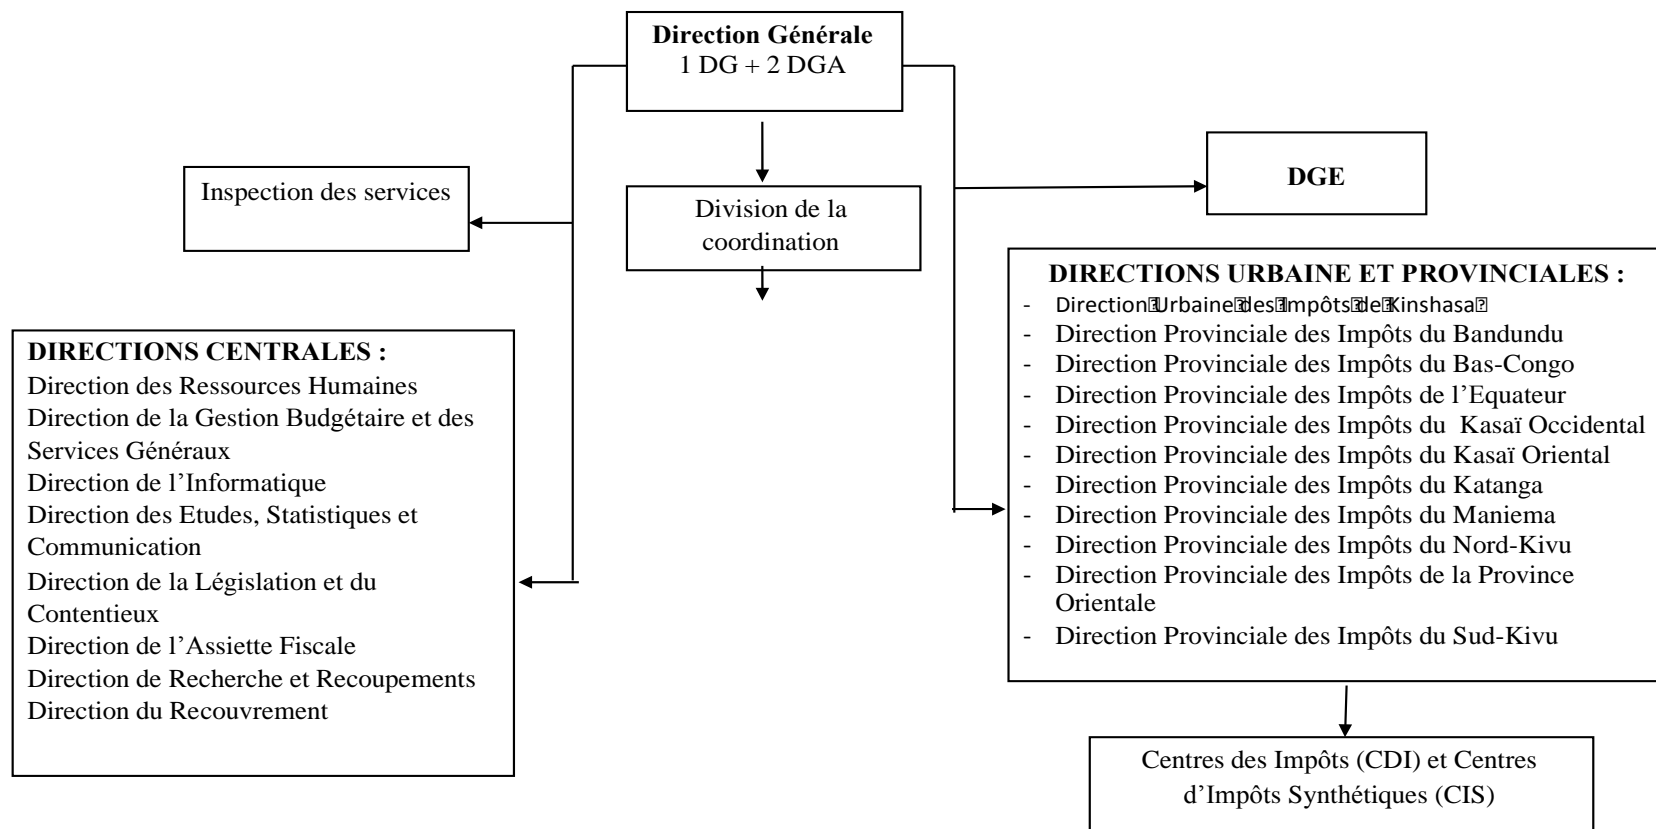 Direction Générale
1 DG + 2 DGA
Inspection des services
Division de la
coordination
DGE
DIRECTIONS CENTRALES :
Direction des Ressources Humaines
Direction de la Gestion Budgétaire et des
Services Généraux
Direction de l’Informatique
Direction des Etudes, Statistiques et
Communication
Direction de la Législation et du
Contentieux
Direction de l’Assiette Fiscale
Direction de Recherche et Recoupements
Direction du Recouvrement
DIRECTIONS URBAINE ET PROVINCIALES :
- Direction Urbaine des Impôts de Kinshasa
- Direction Provinciale des Impôts du Bandundu
- Direction Provinciale des Impôts du Bas-Congo
- Direction Provinciale des Impôts de l’Equateur
- Direction Provinciale des Impôts du Kasaï Occidental
- Direction Provinciale des Impôts du Kasaï Oriental
- Direction Provinciale des Impôts du Katanga
- Direction Provinciale des Impôts du Maniema
- Direction Provinciale des Impôts du Nord-Kivu
- Direction Provinciale des Impôts de la Province
Orientale
- Direction Provinciale des Impôts du Sud-Kivu
Centres des Impôts (CDI) et Centres
d’Impôts Synthétiques (CIS)